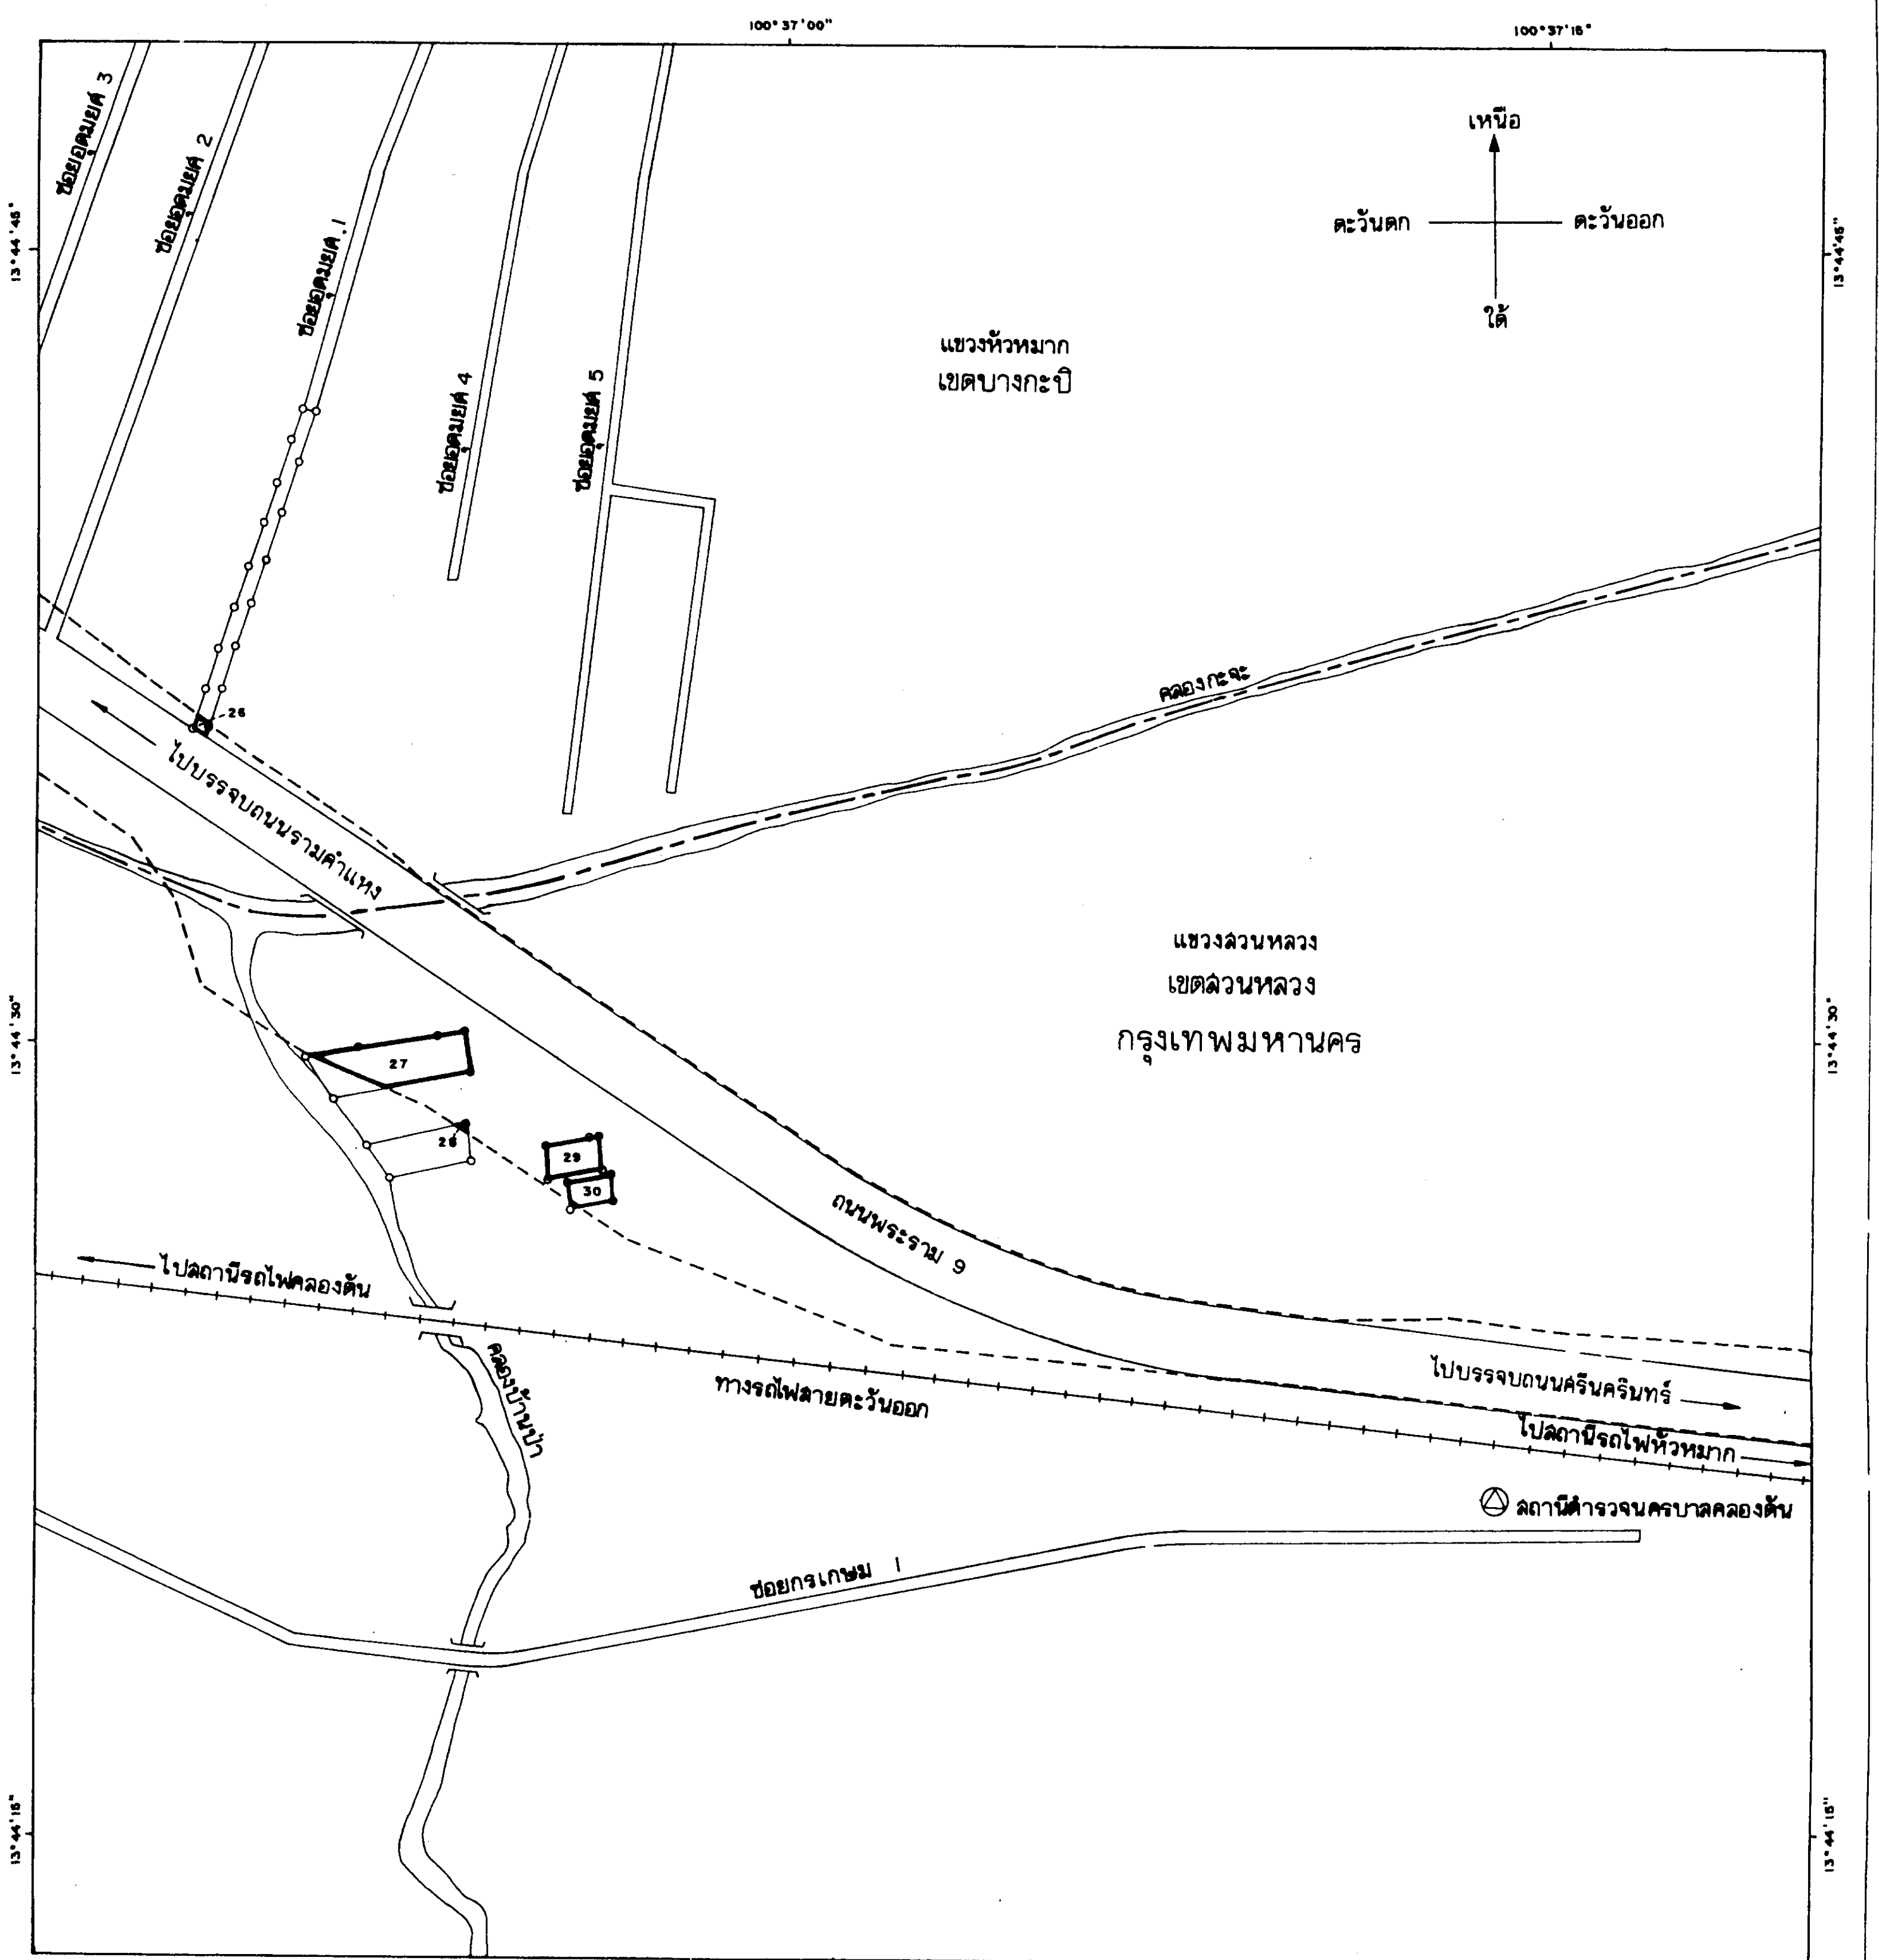 100°37'00"
100°37'15"
ซอยอุดมยศ 3
ซอยอุดมยศ 2
ซอยอุดมยศ 1
ซอยอุดมยศ 4
ซอยอุดมยศ 5
เหนือ
ตะวันตก
ตะวันออก
ใต้
13°44'45"
13°44'45"
แขวงหัวหมาก
เขตบางกะปิ
คลองกะจะ
26
ไปบรรจบถนนรามคำแหง
แขวงสวนหลวง
เขตสวนหลวง
กรุงเทพมหานคร
13°44'30"
13°44'30"
27
28
29
30
ถนนพระราม 9
ไปสถานีรถไฟคลองตัน
คลองบ้านป่า
ทางรถไฟสายตะวันออก
ไปบรรจบถนนศรีนครินทร์
ไปสถานีรถไฟหัวหมาก
สถานีตำรวจนครบาลคลองตัน
ซอยกรเกษม 1
13°44'15"
13°44'15"